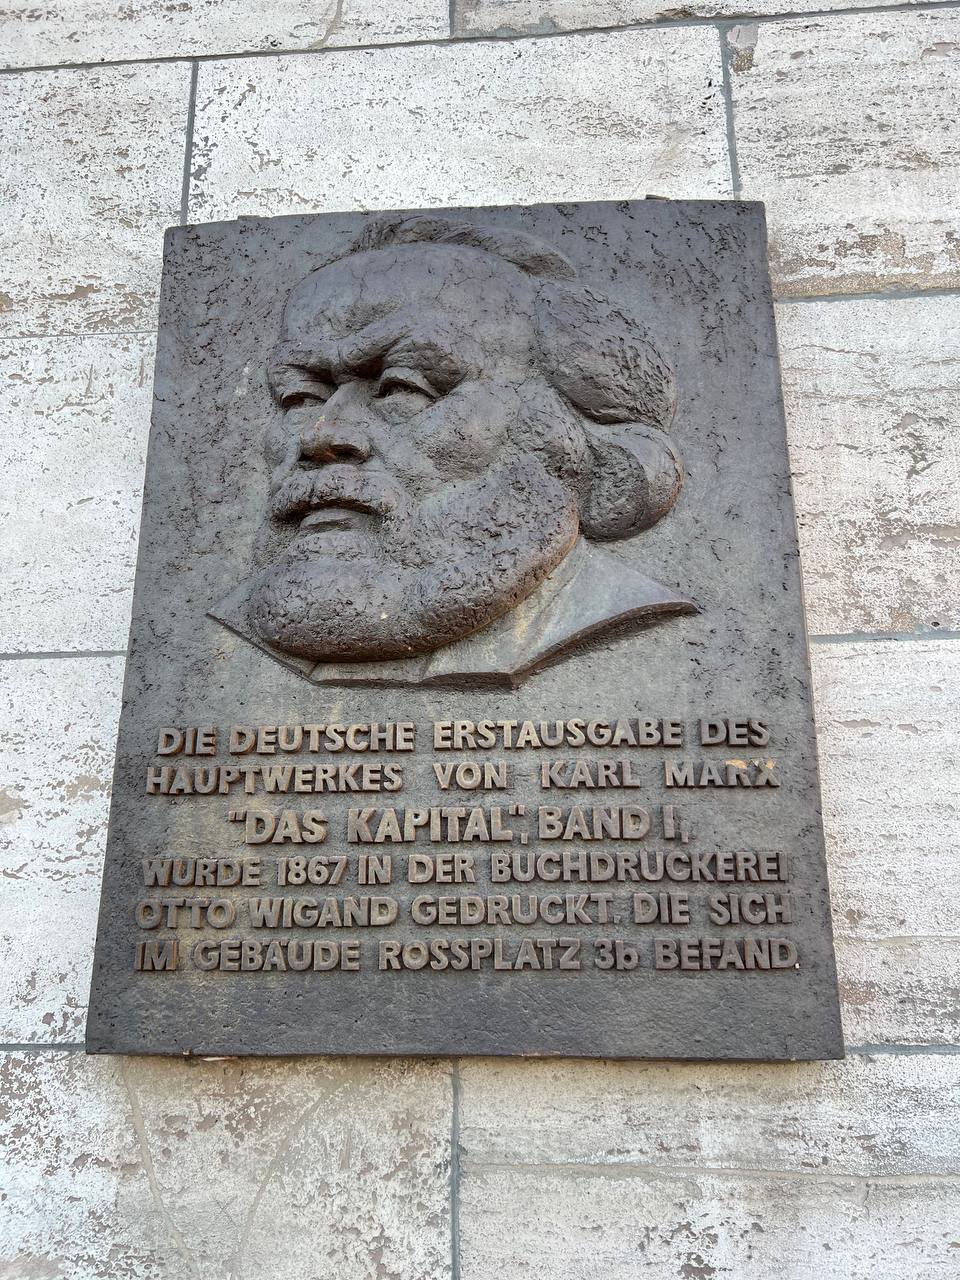 DIE DEUTSCHE ERSTAUSGABE DES
HAUPTWERKES VON KARL MARX
"DAS KAPITAL", BAND I,
WURDE 1867 IN DER BUCHDRUCKEREI
OTTO WIGAND GEDRUCKT, DIE SICH
IM GEBÄUDE ROSSPLATZ 3b BEFAND.